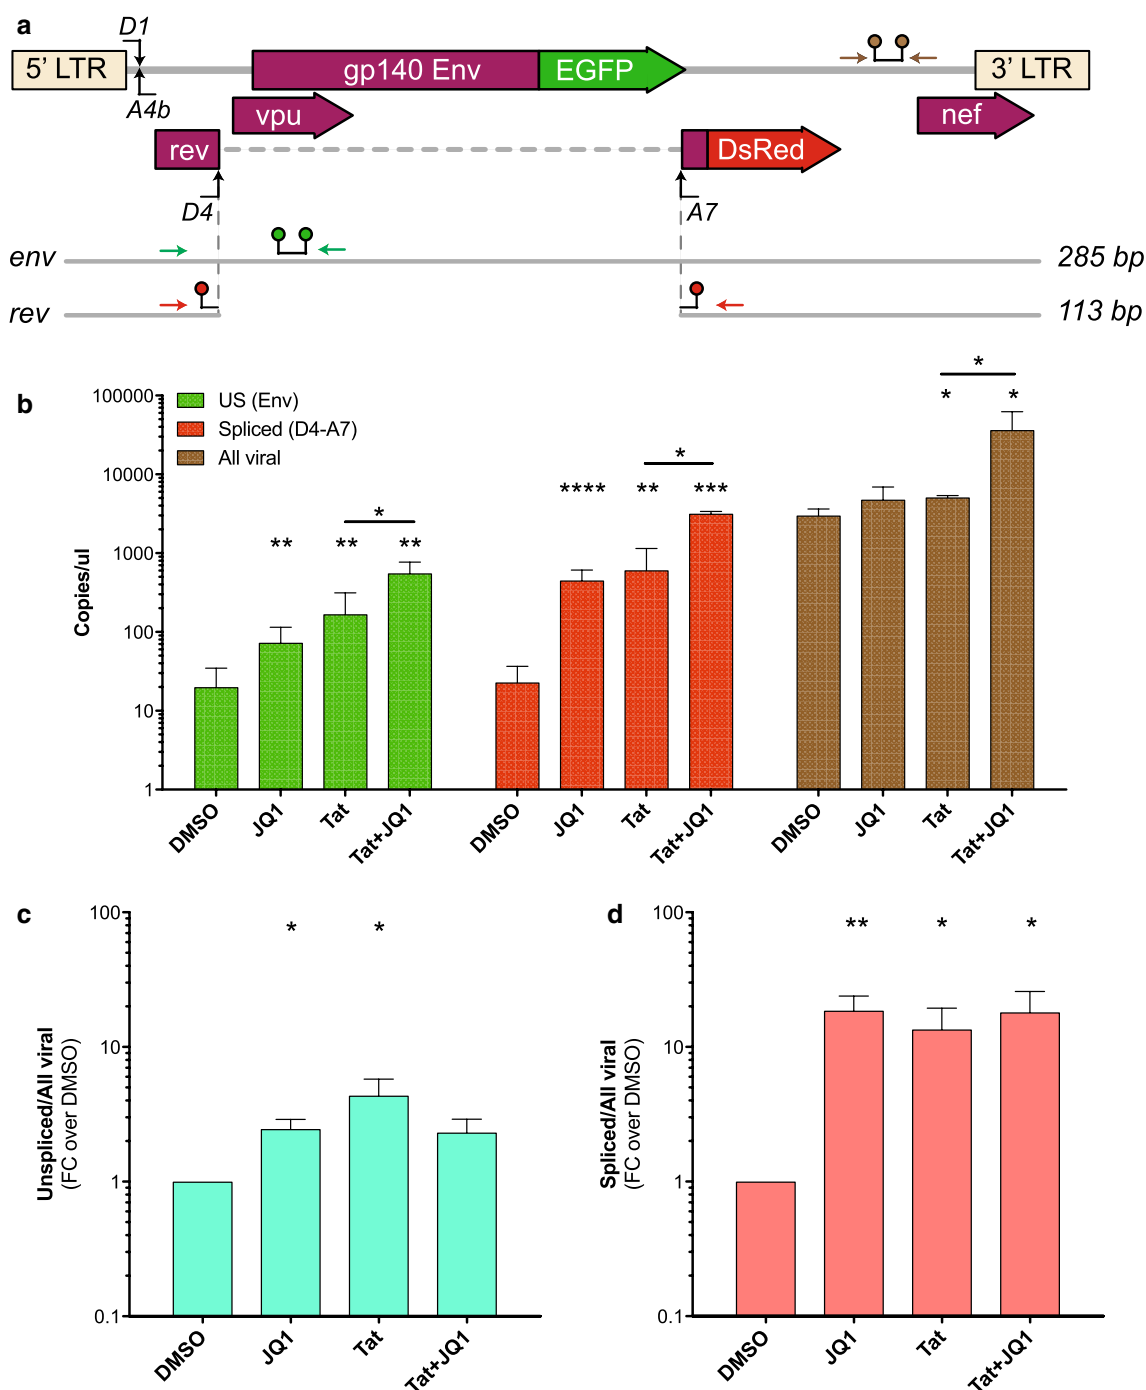 a
D1
5' LTR
gp140 Env
EGFP
3' LTR
A4b
vpu
nef
rev
DsRed
D4
A7
env
285 bp
rev
113 bp
b
US (Env)
Spliced (D4-A7)
All viral
Copies/ul
100000
10000
1000
100
10
1
*
** ** **
*
**** ** ***
*
* *
DMSO
JQ1
Tat
Tat+JQ1
DMSO
JQ1
Tat
Tat+JQ1
DMSO
JQ1
Tat
Tat+JQ1
c
Unspliced/All viral
(FC over DMSO)
100
10
1
0.1
* *
DMSO
JQ1
Tat
Tat+JQ1
d
Spliced/All viral
(FC over DMSO)
100
10
1
0.1
** * *
DMSO
JQ1
Tat
Tat+JQ1